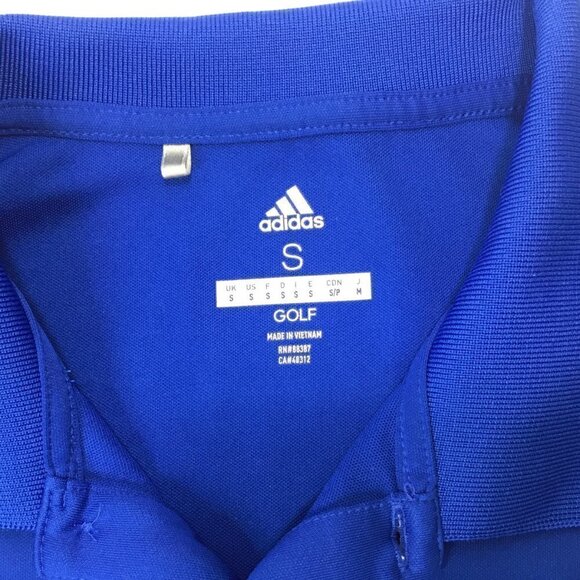 adidas
S
UK US F D I E CDN J
S S S S S S S/P M
GOLF
MADE IN VIETNAM
RN#88387
CA#40312